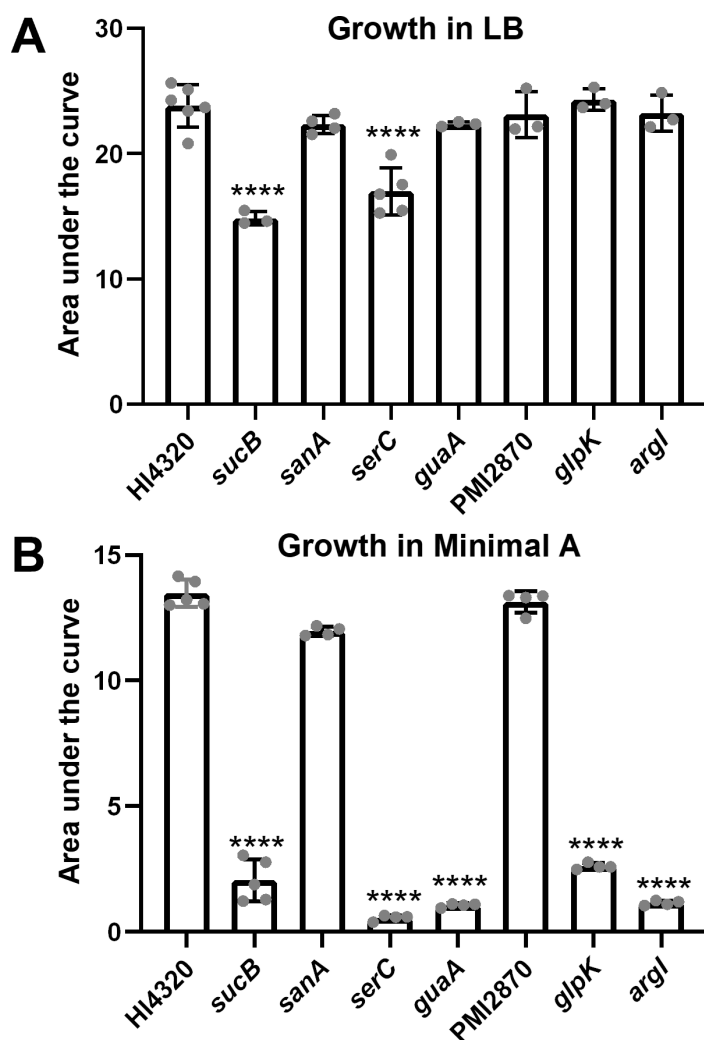 A
Growth in LB
Area under the curve
30
20
10
0
****
****
HI4320
sucB
sanA
serC
guaA
PMI2870
glpK
argI
B
Growth in Minimal A
Area under the curve
15
10
5
0
****
****
****
****
****
HI4320
sucB
sanA
serC
guaA
PMI2870
glpK
argI